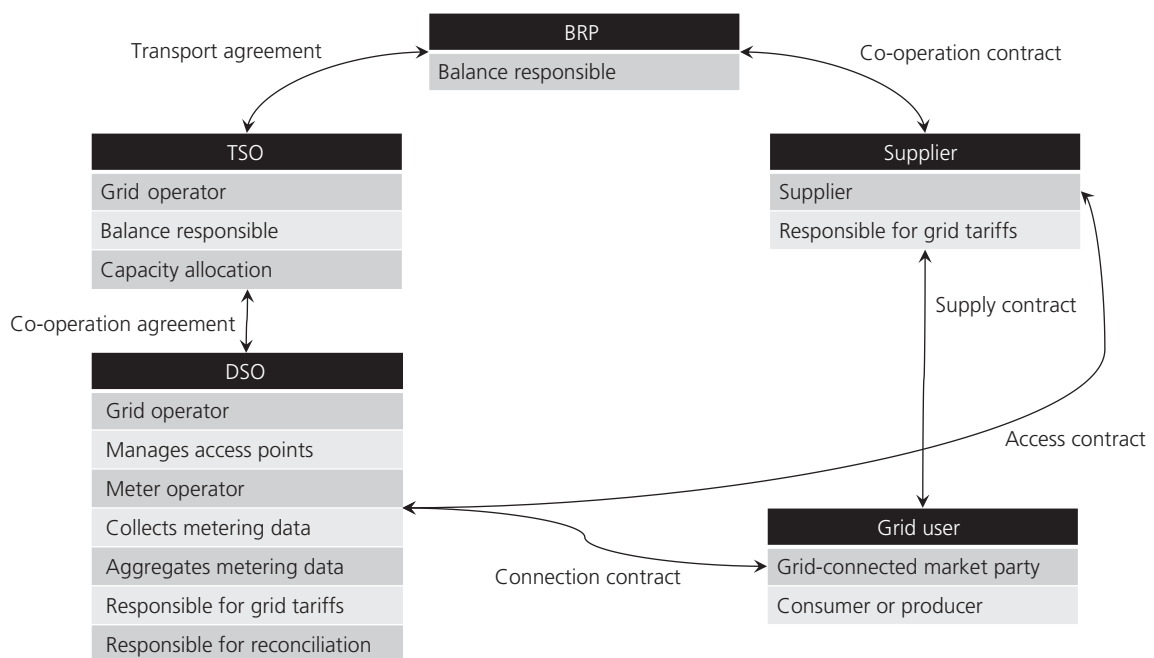 BRP
Transport agreement
Balance responsible
Co-operation contract
TSO
Grid operator
Balance responsible
Capacity allocation
Supplier
Supplier
Responsible for grid tariffs
Co-operation agreement
Supply contract
DSO
Grid operator
Manages access points
Meter operator
Collects metering data
Aggregates metering data
Responsible for grid tariffs
Responsible for reconciliation
Access contract
Connection contract
Grid user
Grid-connected market party
Consumer or producer